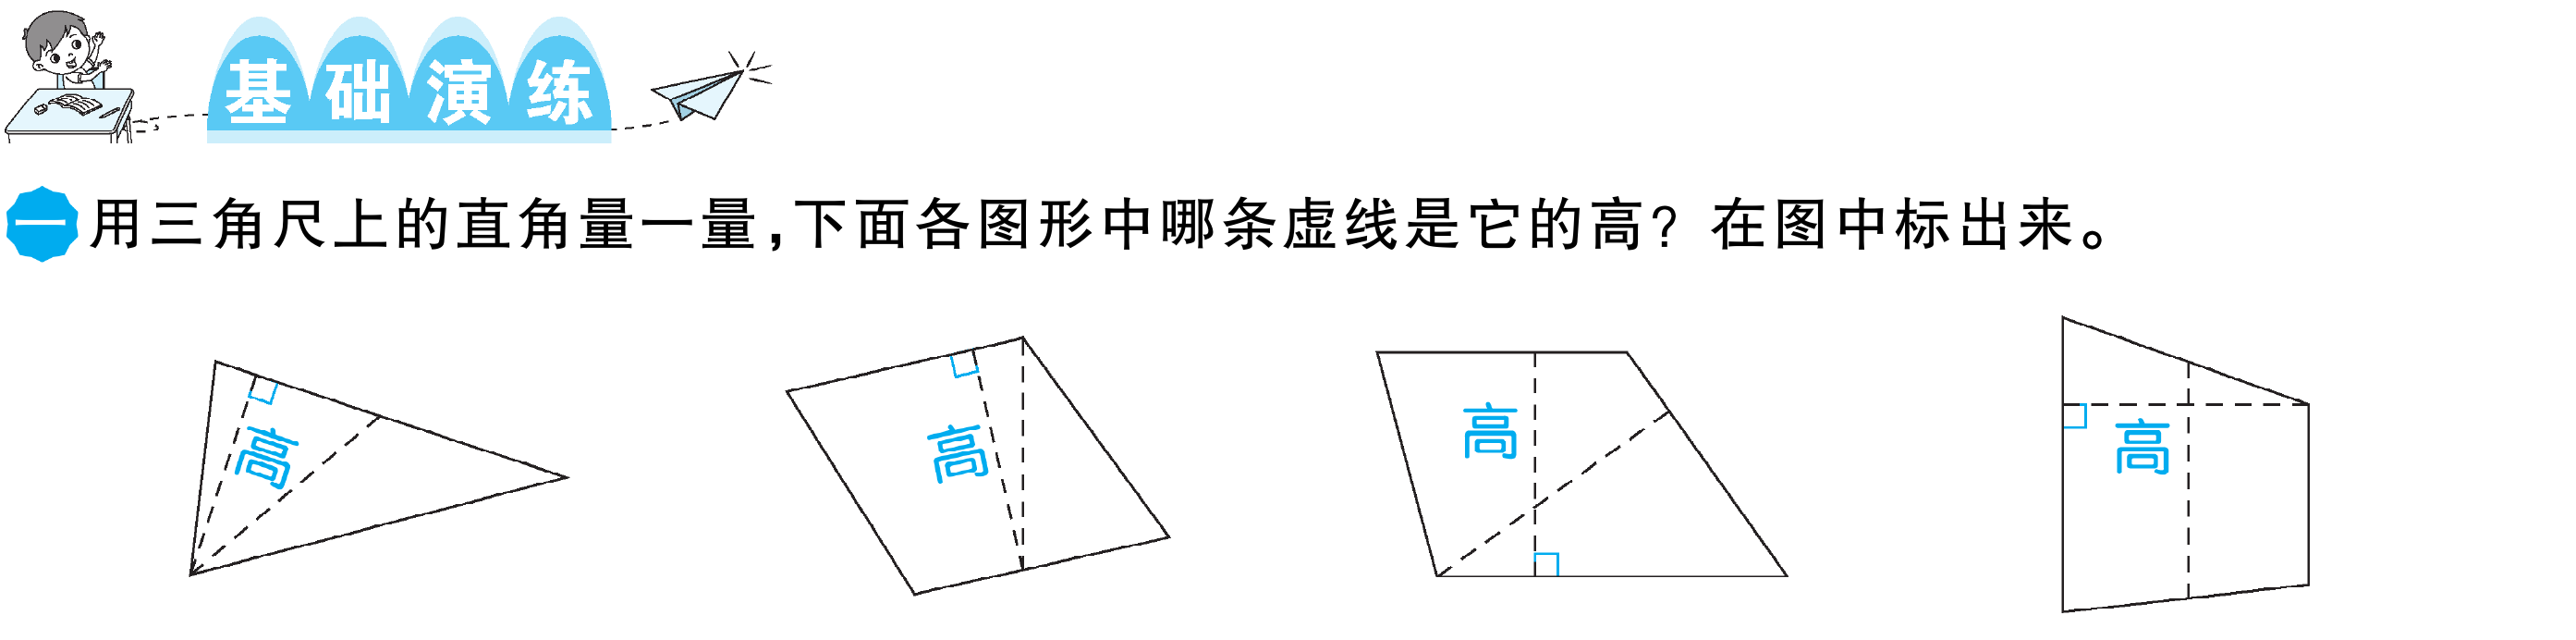 基础演练
一 用三角尺上的直角量一量,下面各图形中哪条虚线是它的高? 在图中标出来。
高 高 高 高